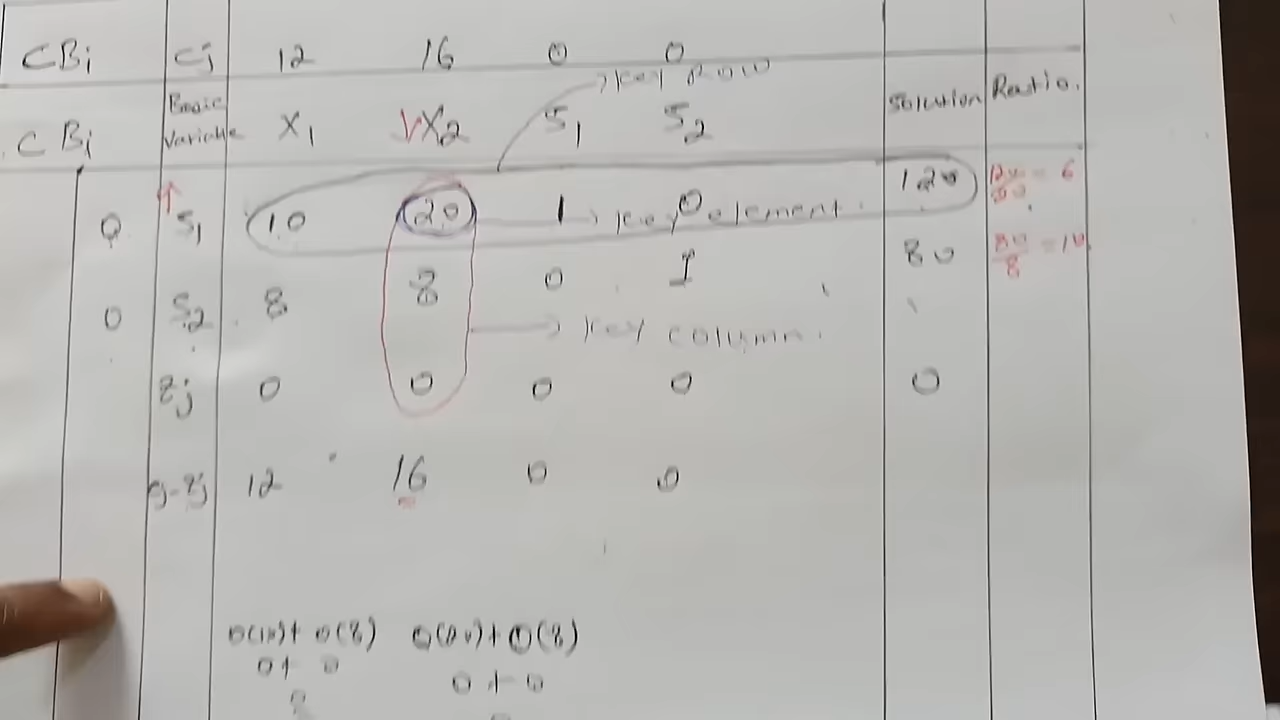 CBi Cj 12 16 0 0
→ key Row
CBi Basic Variable X1 X2 S1 S2 Solution Ratio.
0 S1 10 20 1 0 120 120/20 = 6
→ key element.
0 S2 8 8 0 1 80 80/8 = 10
→ key column.
Zj 0 0 0 0 0
Cj-Zj 12 16 0 0
0(10)+ 0(8) 0(20)+ 0(8)
0+ 0 0+0
0